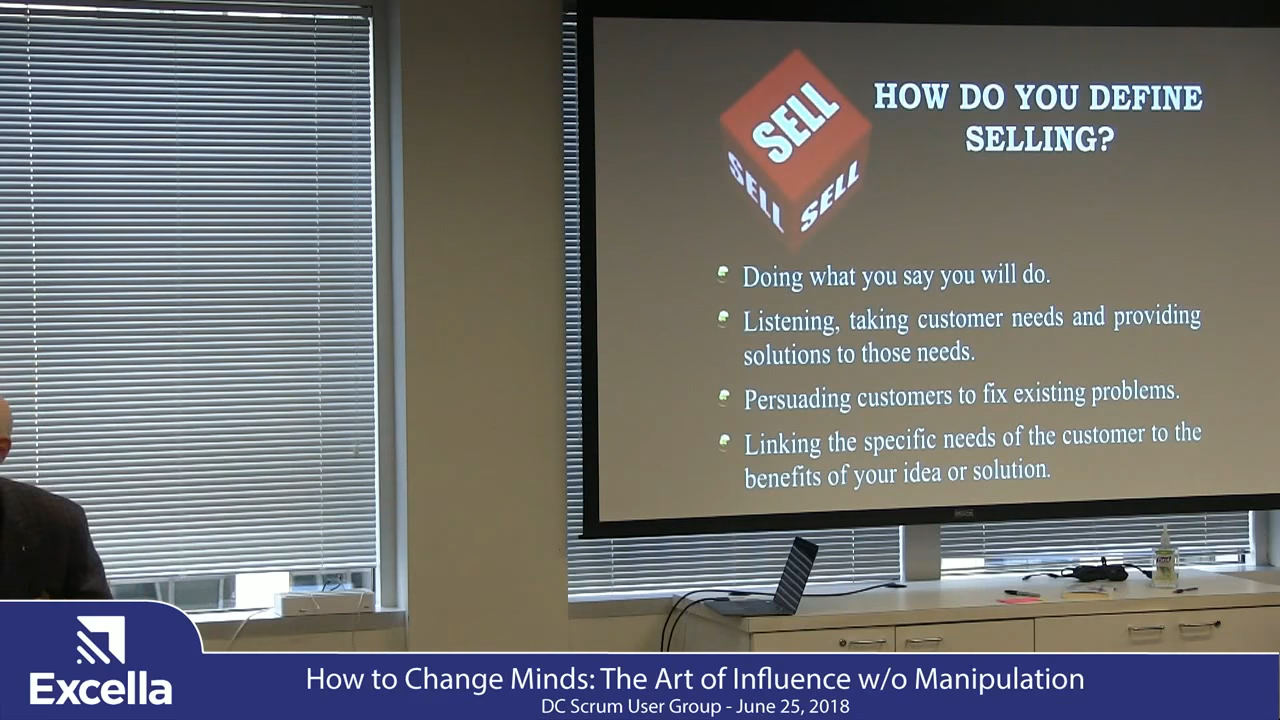 SELL
SELL
SELL
HOW DO YOU DEFINE
SELLING?
Doing what you say you will do.
Listening, taking customer needs and providing
solutions to those needs.
Persuading customers to fix existing problems.
Linking the specific needs of the customer to the
benefits of your idea or solution.
Excella
How to Change Minds: The Art of Influence w/o Manipulation
DC Scrum User Group - June 25, 2018